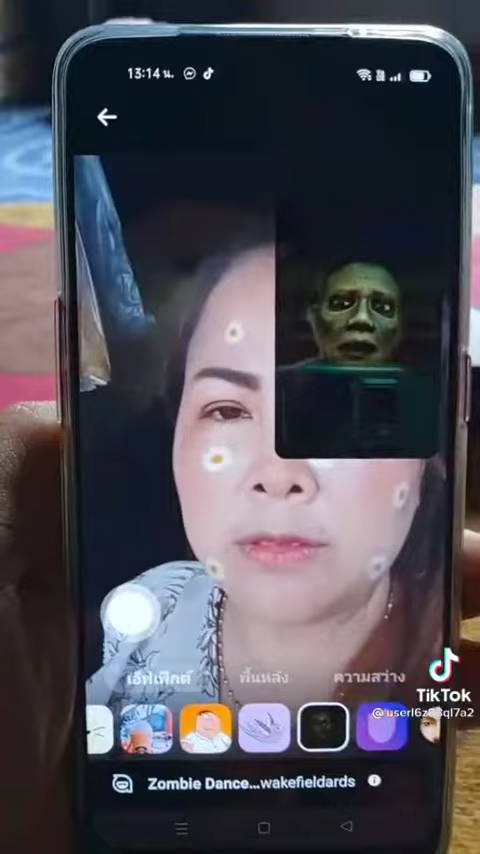 13:14 น.
เอ็ฟเฟ็กต์ พื้นหลัง ความสว่าง
TikTok
Zombie Dance...wakefieldards